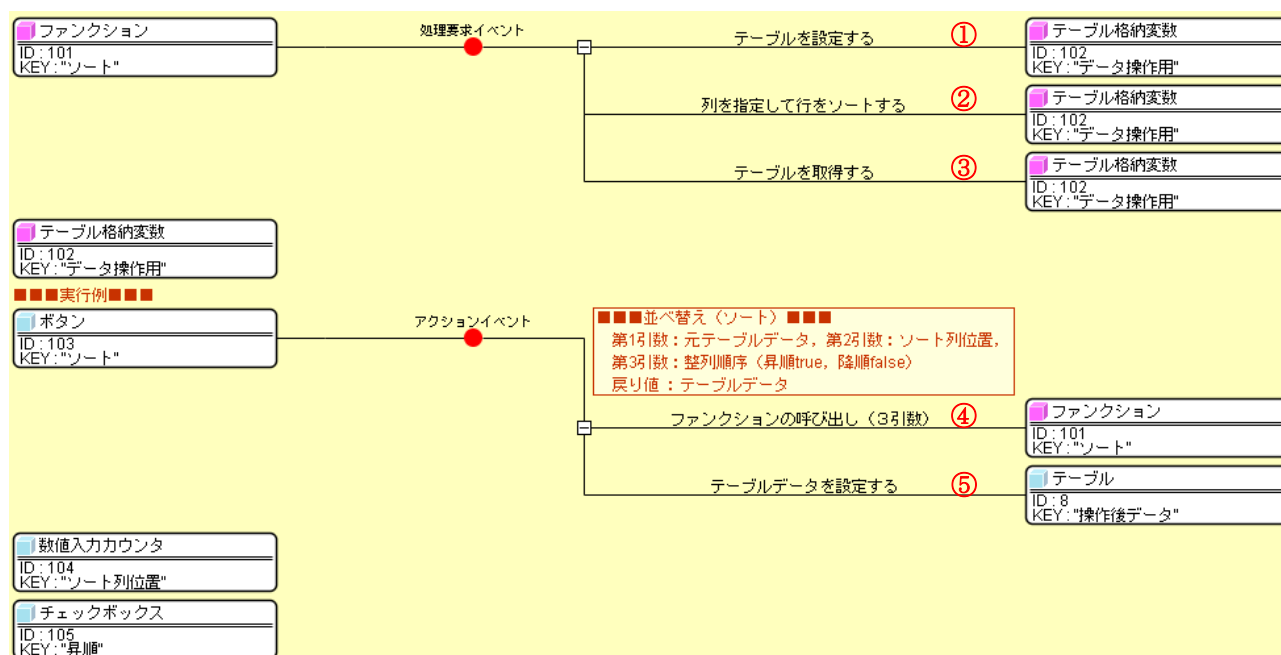 ファンクション
ID:101
KEY:"ソート"
処理要求イベント
テーブルを設定する
①
テーブル格納変数
ID:102
KEY:"データ操作用"
列を指定して行をソートする
②
テーブル格納変数
ID:102
KEY:"データ操作用"
テーブルを取得する
③
テーブル格納変数
ID:102
KEY:"データ操作用"
テーブル格納変数
ID:102
KEY:"データ操作用"
■■■実行例■■■
ボタン
ID:103
KEY:"ソート"
アクションイベント
■■■並べ替え（ソート）■■■
第1引数：元テーブルデータ，第2引数：ソート列位置，
第3引数：整列順序（昇順true，降順false）
戻り値：テーブルデータ
ファンクションの呼び出し（３引数）
④
ファンクション
ID:101
KEY:"ソート"
テーブルデータを設定する
⑤
テーブル
ID:8
KEY:"操作後データ"
数値入力カウンタ
ID:104
KEY:"ソート列位置"
チェックボックス
ID:105
KEY:"昇順"